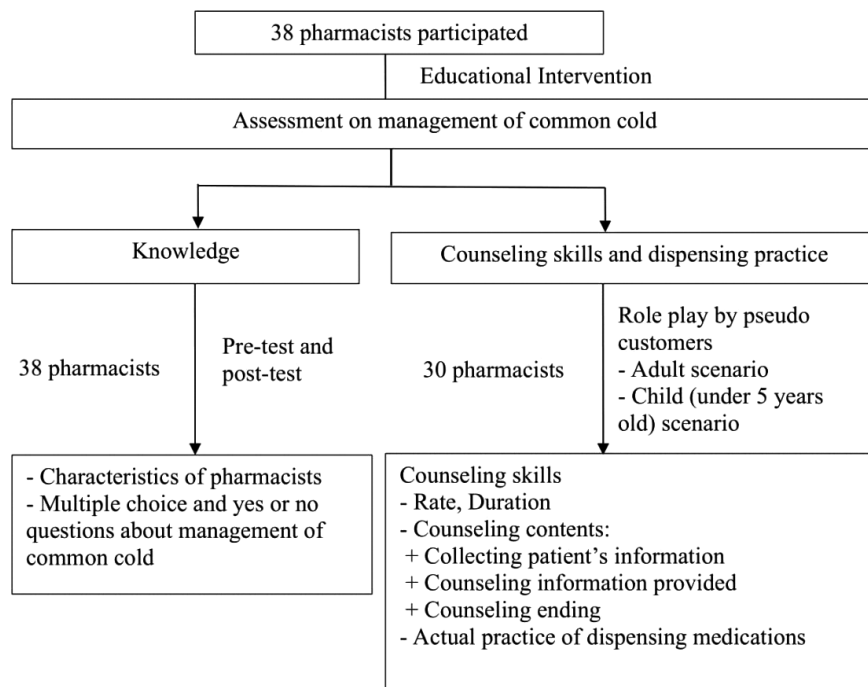 38 pharmacists participated
Educational Intervention
Assessment on management of common cold
Knowledge
Counseling skills and dispensing practice
38 pharmacists
Pre-test and
post-test
30 pharmacists
Role play by pseudo
customers
- Adult scenario
- Child (under 5 years
old) scenario
- Characteristics of pharmacists
- Multiple choice and yes or no
questions about management of
common cold
Counseling skills
- Rate, Duration
- Counseling contents:
+ Collecting patient’s information
+ Counseling information provided
+ Counseling ending
- Actual practice of dispensing medications